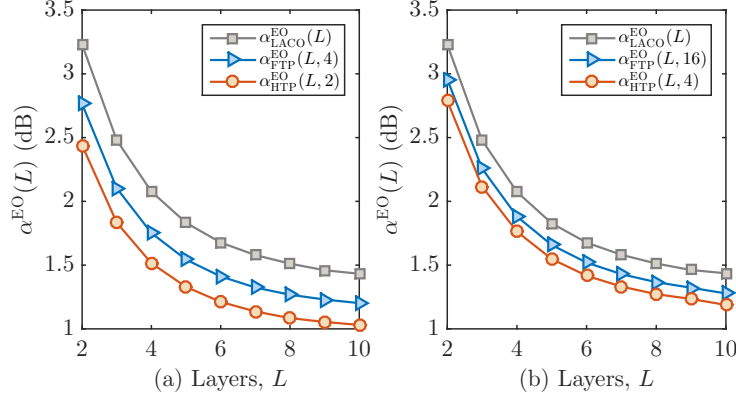 3.5
3
2.5
2
1.5
1
α^EO(L) (dB)
α^EO_LACO(L)
α^EO_FTP(L, 4)
α^EO_HTP(L, 2)
2 4 6 8 10
(a) Layers, L
3.5
3
2.5
2
1.5
1
α^EO(L) (dB)
α^EO_LACO(L)
α^EO_FTP(L, 16)
α^EO_HTP(L, 4)
2 4 6 8 10
(b) Layers, L